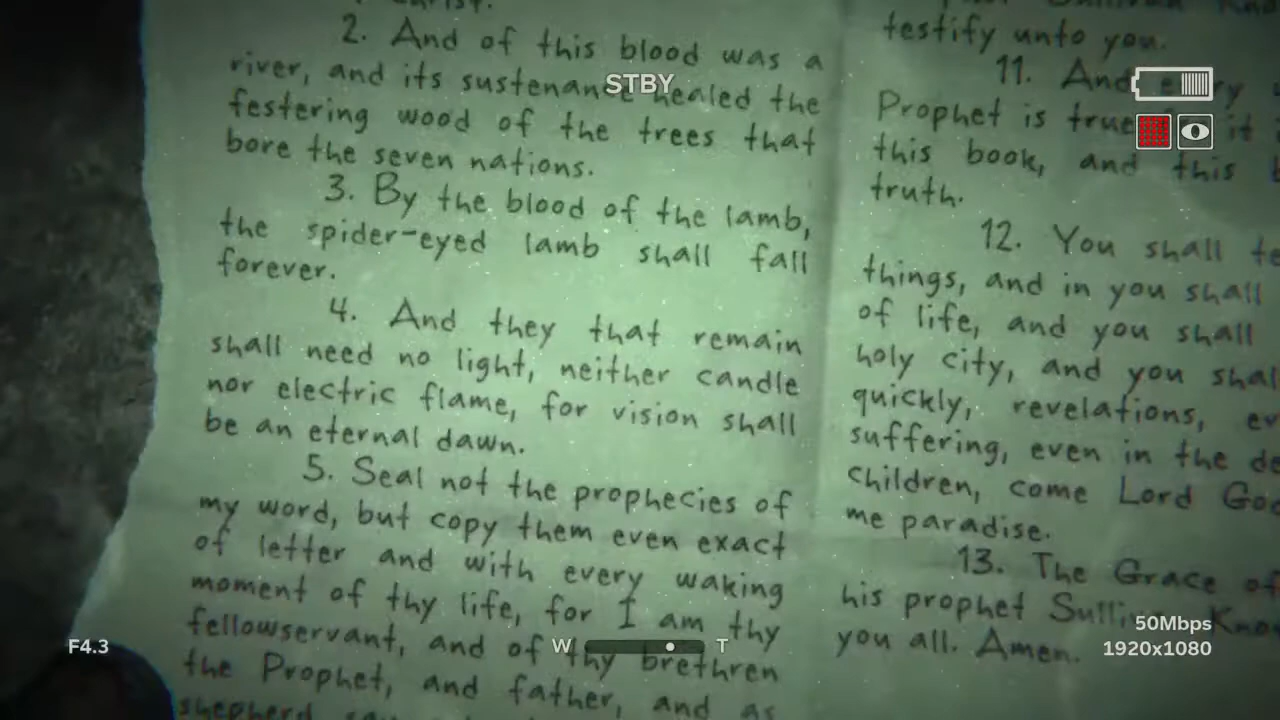 Christ.
2. And of this blood was a
river, and its sustenance healed the
festering wood of the trees that
bore the seven nations.
3. By the blood of the lamb,
the spider-eyed lamb shall fall
forever.
4. And they that remain
shall need no light, neither candle
nor electric flame, for vision shall
be an eternal dawn.
5. Seal not the prophecies of
my word, but copy them even exact
of letter and with every waking
moment of thy life, for I am thy
fellowservant, and of thy brethren
the Prophet, and father, and as
shepherd
testify unto you.
11. And every
Prophet is true it
this book, and this
truth.
12. You shall
things, and in you shall
of life, and you shall
holy city, and you
quickly, revelations,
suffering, even in the
children, come Lord
me paradise.
13. The Grace of
his prophet Sullivan
you all. Amen.
STBY
F4.3
W T
50Mbps
1920x1080